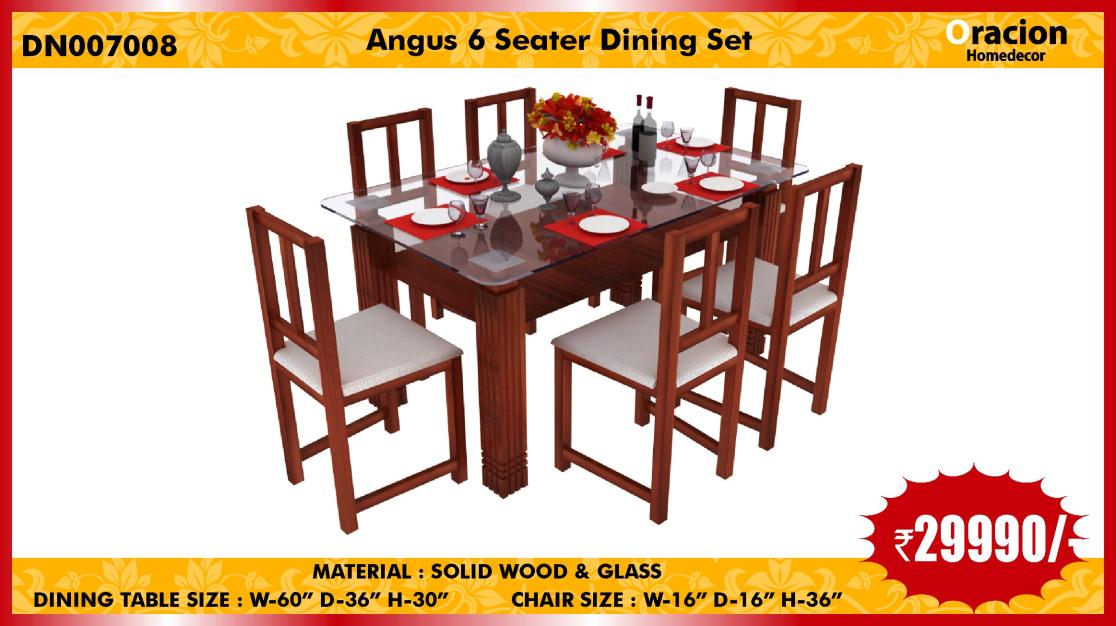 DN007008
Angus 6 Seater Dining Set
Oracion
Homedecor
₹29990/-
MATERIAL : SOLID WOOD & GLASS
DINING TABLE SIZE : W-60” D-36” H-30”
CHAIR SIZE : W-16” D-16” H-36”